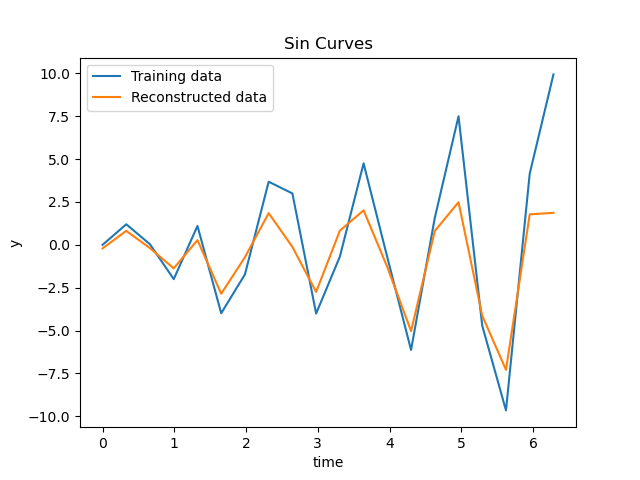 Sin Curves
Training data
Reconstructed data
10.0
7.5
5.0
2.5
0.0
−2.5
−5.0
−7.5
−10.0
y
0 1 2 3 4 5 6
time